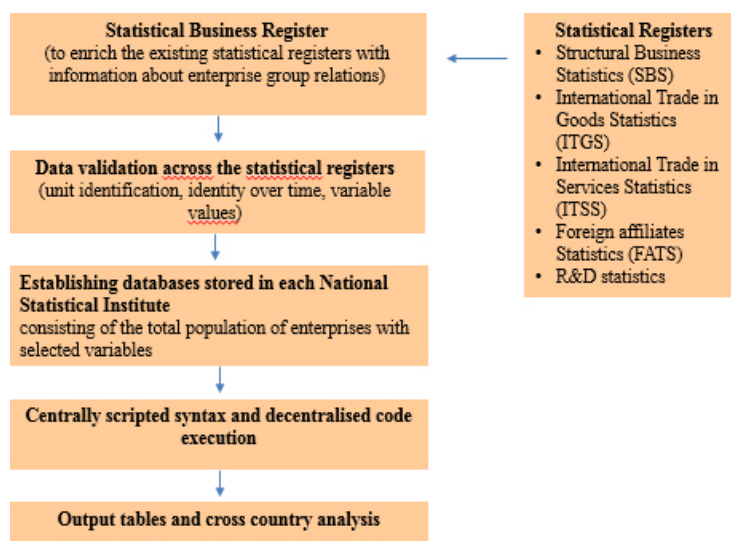 Statistical Business Register
(to enrich the existing statistical registers with
information about enterprise group relations)
Data validation across the statistical registers
(unit identification, identity over time, variable
values)
Establishing databases stored in each National
Statistical Institute
consisting of the total population of enterprises with
selected variables
Centrally scripted syntax and decentralised code
execution
Output tables and cross country analysis
Statistical Registers
• Structural Business
Statistics (SBS)
• International Trade in
Goods Statistics
(ITGS)
• International Trade in
Services Statistics
(ITSS)
• Foreign affiliates
Statistics (FATS)
• R&D statistics